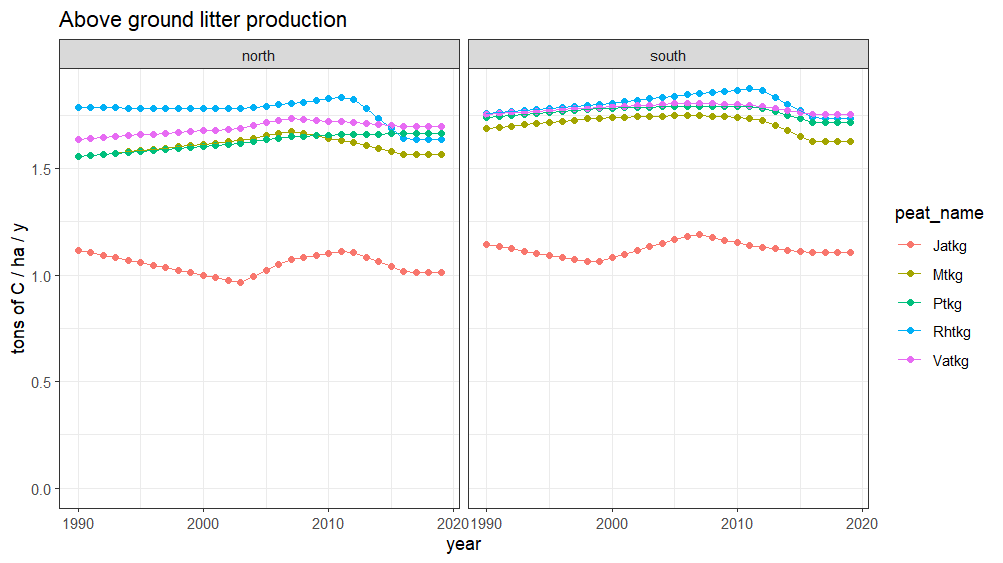 Above ground litter production
north
south
tons of C / ha / y
1.5
1.0
0.5
0.0
1990
2000
2010
2020
1990
2000
2010
2020
year
peat_name
Jatkg
Mtkg
Ptkg
Rhtkg
Vatkg